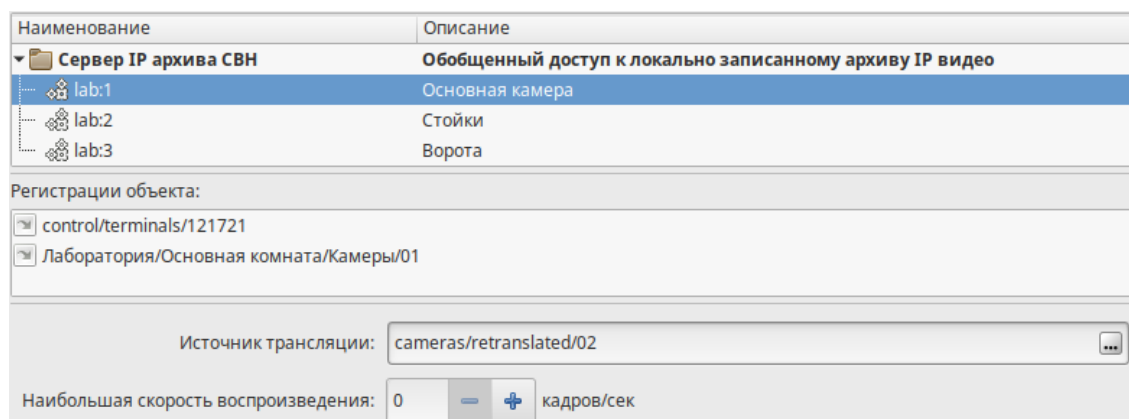 Наименование Описание
Сервер IP архива СВН Обобщенный доступ к локально записанному архиву IP видео
lab:1 Основная камера
lab:2 Стойки
lab:3 Ворота
Регистрации объекта:
control/terminals/121721
Лаборатория/Основная комната/Камеры/01
Источник трансляции: cameras/retranslated/02 ...
Наибольшая скорость воспроизведения: 0 кадров/сек